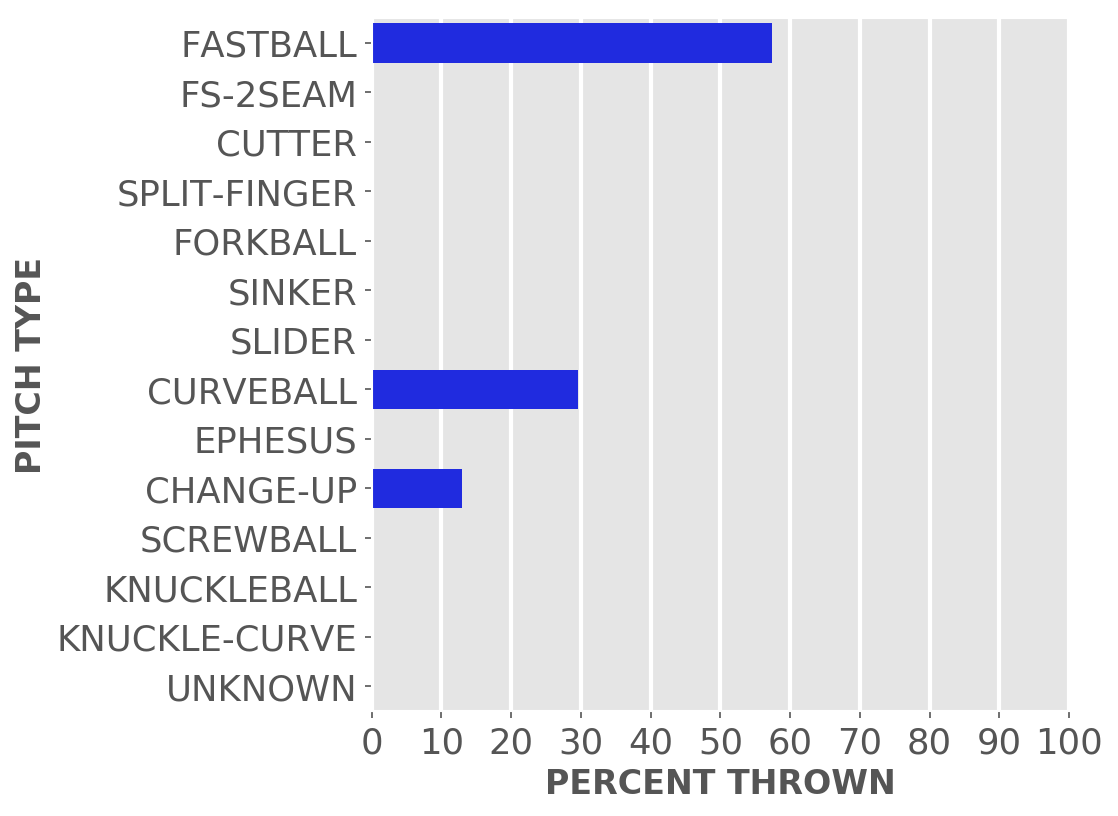 PITCH TYPE
FASTBALL
FS-2SEAM
CUTTER
SPLIT-FINGER
FORKBALL
SINKER
SLIDER
CURVEBALL
EPHESUS
CHANGE-UP
SCREWBALL
KNUCKLEBALL
KNUCKLE-CURVE
UNKNOWN
0 10 20 30 40 50 60 70 80 90 100
PERCENT THROWN